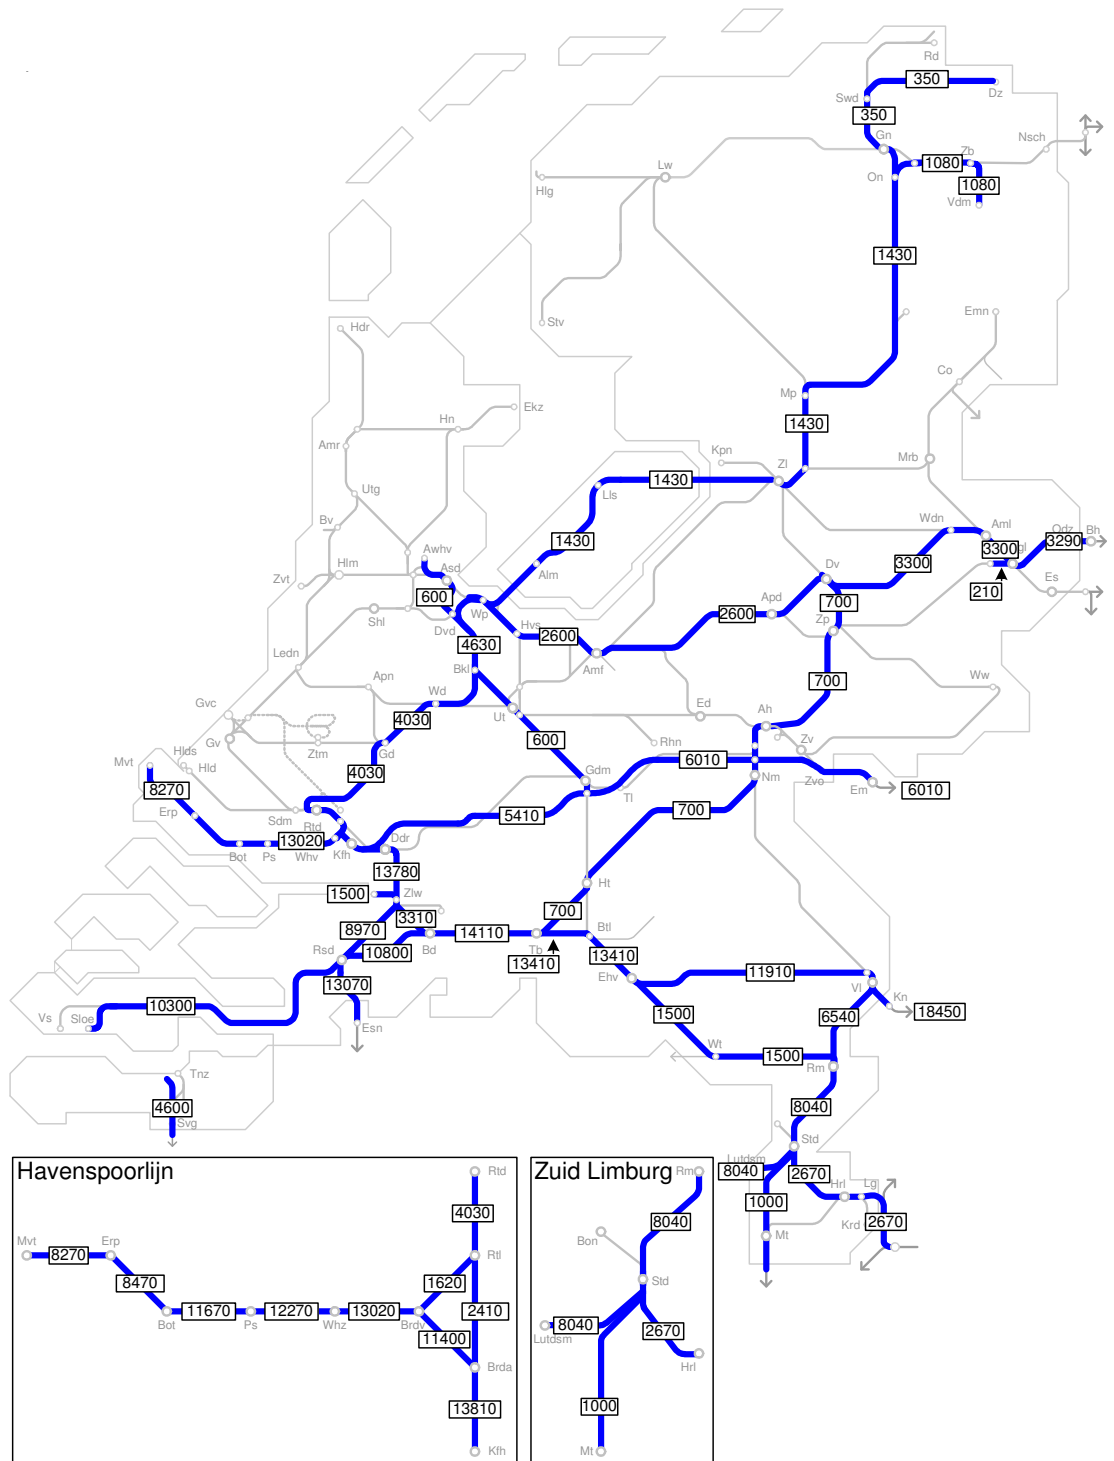 Rd
350
Dz
Swd
350
Gn
Nsch
Zb
1080
Lw
On
Hlg
1080
Vdm
1430
Stv
Hdr
Emn
Co
Mp
Ekz
Hn
1430
Amr
Kpn
Zl
Mrb
1430
Utg
Lls
Bv
Wdn
Aml
Odz
Bh
Awhv
1430
3300
3290
Asd
Hlm
Alm
Dv
3300
Zvt
600
Wp
Apd
700
210
Es
Shl
Dvd
Hvs
2600
Zp
4630
2600
Ledn
Amf
Bkl
Apn
Wd
Ww
700
Gvc
4030
Ut
Ed
Ah
Gv
600
Rhn
Zv
Ztm
Gd
Hlds
Hld
Mvt
4030
6010
Nm
Zvo
Em
6010
8270
Gdm
Tl
Erp
Sdm
Rtd
5410
700
Bot
Ps
13020
Whv
Kfh
Ddr
13780
1500
Zlw
Ht
3310
700
8970
14110
Btl
Rsd
10800
Bd
Tb
13410
13410
13070
Ehv
11910
Vl
Kn
18450
10300
Vs
Sloe
Esn
1500
6540
Wt
1500
Rm
Tnz
4600
Svg
8040
Std
Lutdsm
8040
2670
Hrl
Lg
1000
Krd
2670
Mt
Havenspoorlijn
Rtd
4030
Mvt
8270
Erp
Rtl
8470
1620
11670
12270
13020
2410
Bot
Ps
Whz
Brdv
11400
Brda
13810
Kfh
Zuid Limburg
Rm
8040
Bon
Std
8040
Lutdsm
2670
Hrl
1000
Mt